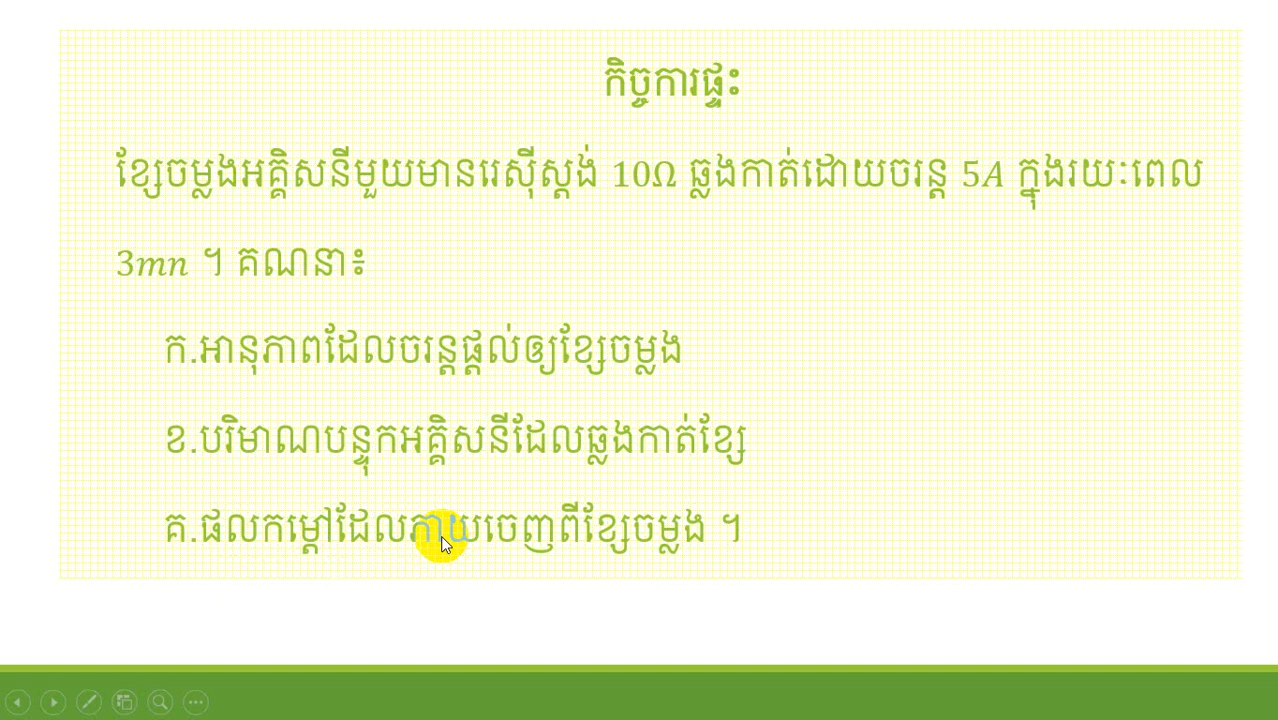 កិច្ចការផ្ទះ
ខ្សែចម្លងអគ្គិសនីមួយមានរេស៊ីស្តង់ 10Ω ឆ្លងកាត់ដោយចរន្ត 5A ក្នុងរយៈពេល
3mn ។ គណនា៖
ក.អានុភាពដែលចរន្តផ្តល់ឲ្យខ្សែចម្លង
ខ.បរិមាណបន្ទុកអគ្គិសនីដែលឆ្លងកាត់ខ្សែ
គ.ផលកម្តៅដែលភាយចេញពីខ្សែចម្លង ។